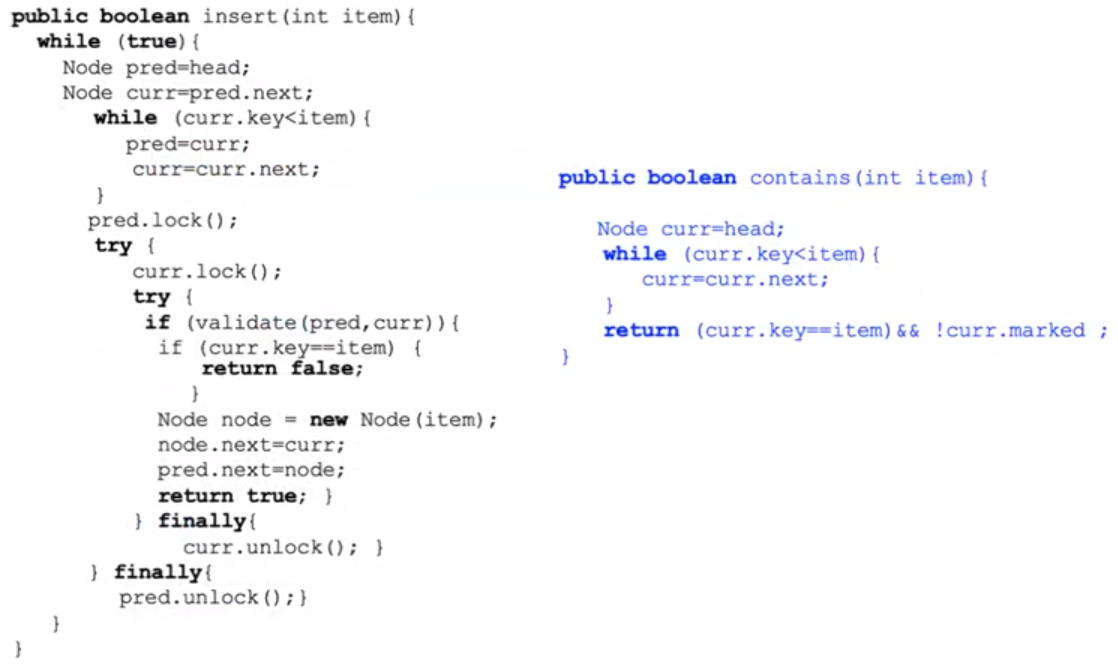 public boolean insert(int item){
while (true){
Node pred=head;
Node curr=pred.next;
while (curr.key<item){
pred=curr;
curr=curr.next;
}
pred.lock();
try {
curr.lock();
try {
if (validate(pred,curr)){
if (curr.key==item) {
return false;
}
Node node = new Node(item);
node.next=curr;
pred.next=node;
return true; }
} finally{
curr.unlock(); }
} finally{
pred.unlock();}
}
}
public boolean contains(int item){
Node curr=head;
while (curr.key<item){
curr=curr.next;
}
return (curr.key==item)&& !curr.marked ;
}